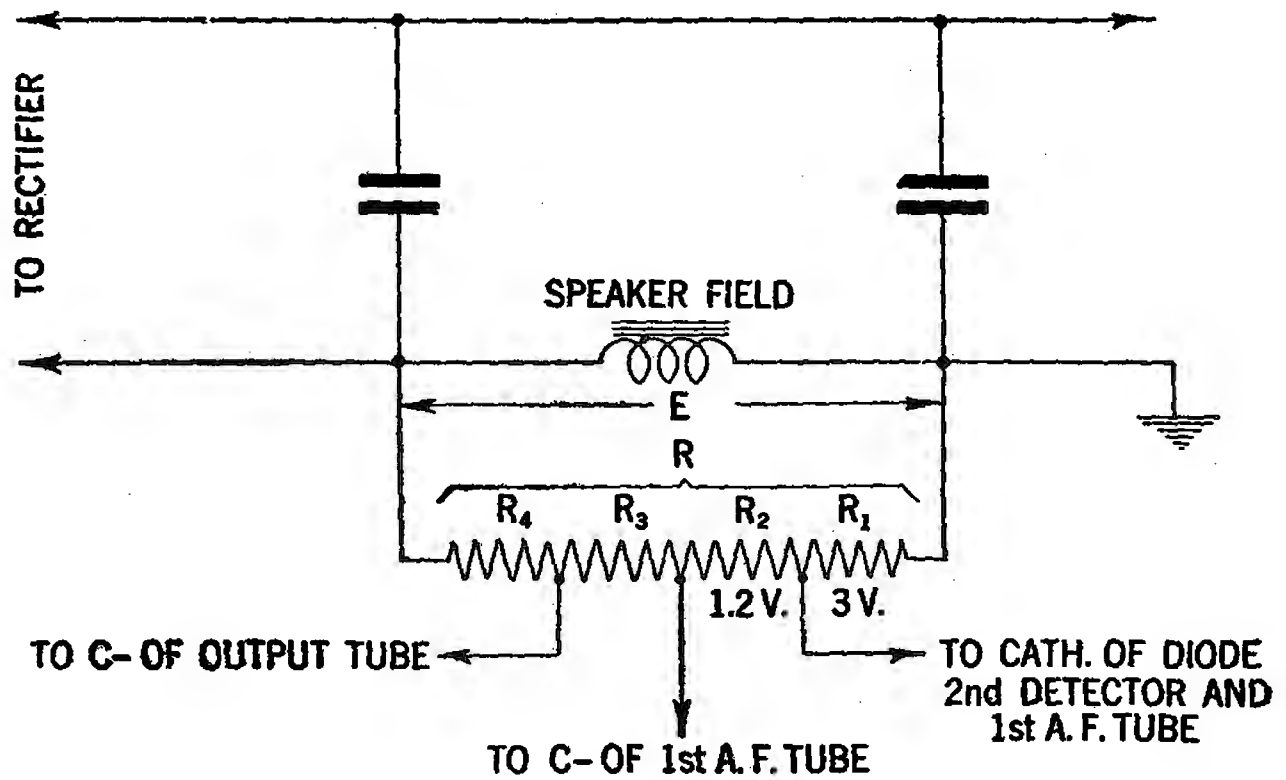 TO RECTIFIER
SPEAKER FIELD
E
R
R₄ R₃ R₂ R₁
1.2 V. 3 V.
TO C- OF OUTPUT TUBE
TO CATH. OF DIODE
2nd DETECTOR AND
1st A. F. TUBE
TO C- OF 1st A. F. TUBE